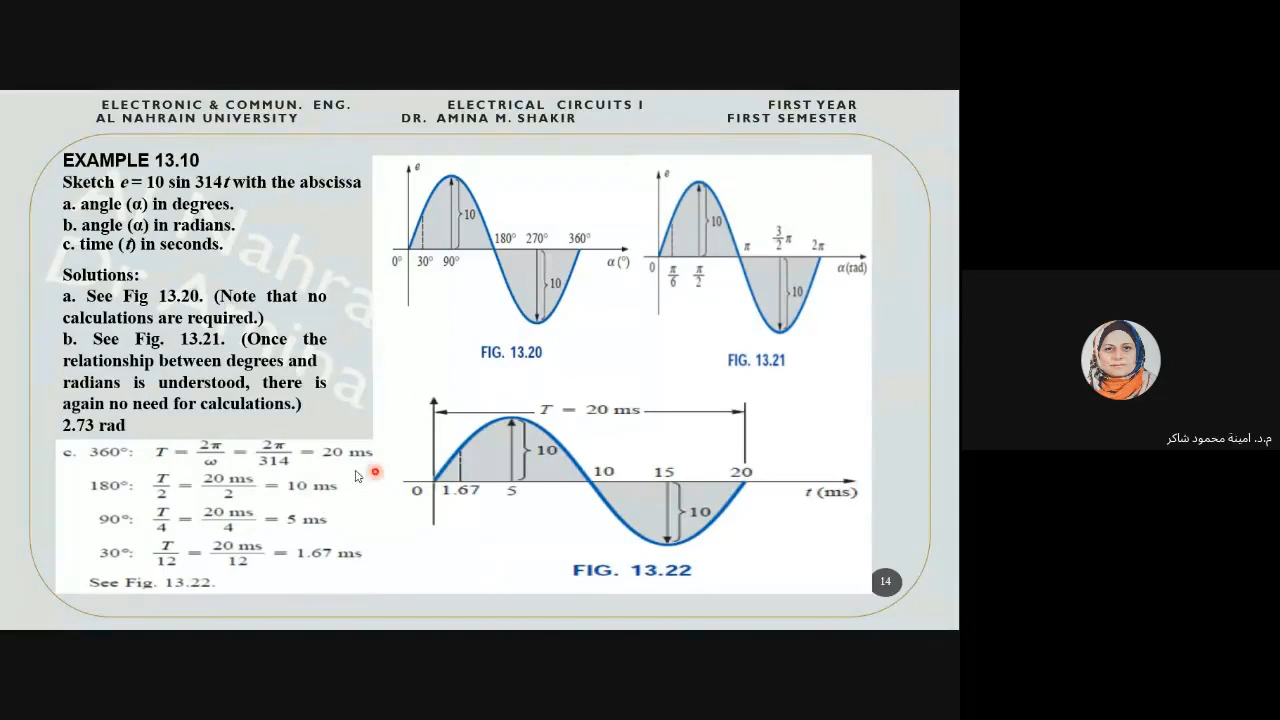 ELECTRONIC & COMMUN. ENG.
AL NAHRAIN UNIVERSITY
ELECTRICAL CIRCUITS I
DR. AMINA M. SHAKIR
FIRST YEAR
FIRST SEMESTER
EXAMPLE 13.10
Sketch e = 10 sin 314t with the abscissa
a. angle (α) in degrees.
b. angle (α) in radians.
c. time (t) in seconds.
Solutions:
a. See Fig 13.20. (Note that no
calculations are required.)
b. See Fig. 13.21. (Once the
relationship between degrees and
radians is understood, there is
again no need for calculations.)
2.73 rad
c. 360°: T = 2π/ω = 2π/314 = 20 ms
180°: T/2 = 20 ms/2 = 10 ms
90°: T/4 = 20 ms/4 = 5 ms
30°: T/12 = 20 ms/12 = 1.67 ms
See Fig. 13.22.
e
10
180° 270° 360°
0° 30° 90° α (°)
10
FIG. 13.20
e
10
π 3/2 π 2π
0 π/6 π/2 α (rad)
10
FIG. 13.21
T = 20 ms
10
10 15 20
0 1.67 5 t (ms)
10
FIG. 13.22
14
م.د. امينة محمود شاكر